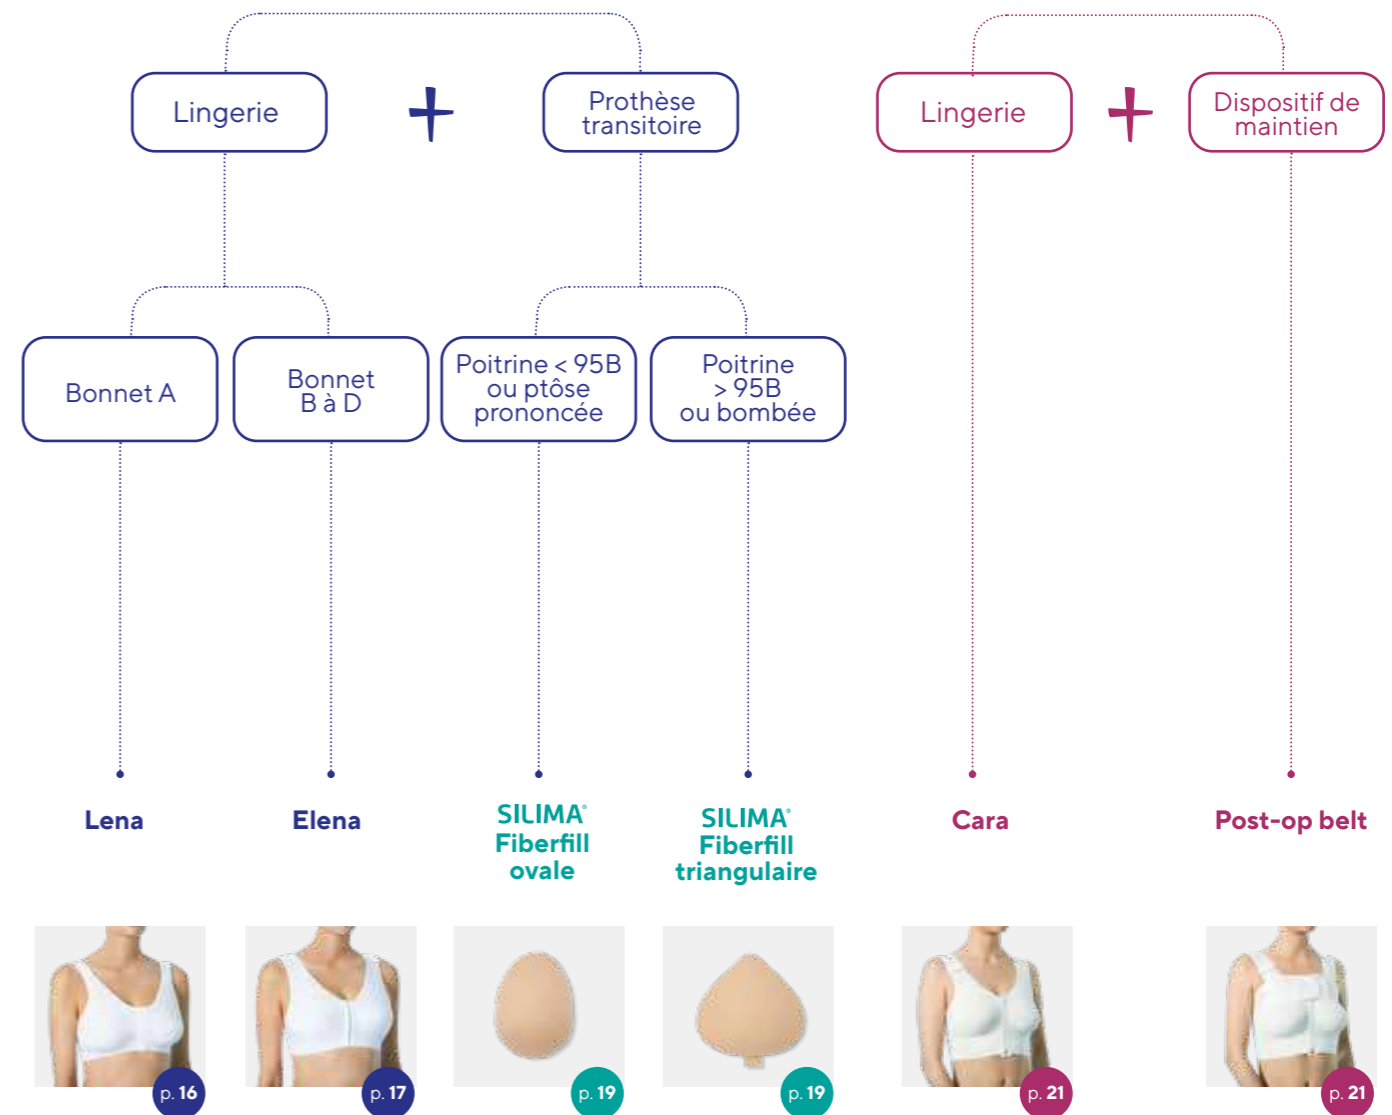 Lingerie
+
Prothèse
transitoire
Lingerie
+
Dispositif de
maintien
Bonnet A
Bonnet
B à D
Poitrine < 95B
ou ptôse
prononcée
Poitrine
> 95B
ou bombée
Lena
Elena
SILIMA®
Fiberfill
ovale
SILIMA®
Fiberfill
triangulaire
Cara
Post-op belt
p. 16
p. 17
p. 19
p. 19
p. 21
p. 21